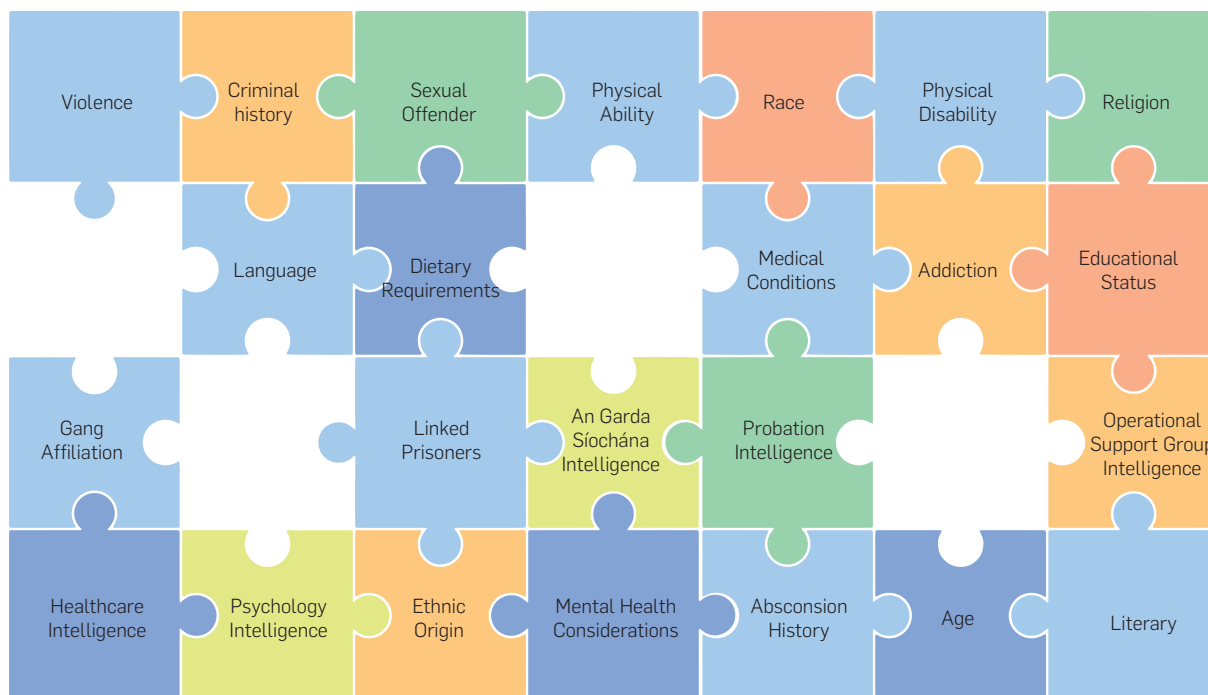 Violence
Criminal
history
Sexual
Offender
Physical
Ability
Race
Physical
Disability
Religion
Language
Dietary
Requirements
Medical
Conditions
Addiction
Educational
Status
Gang
Affiliation
Linked
Prisoners
An Garda
Síochána
Intelligence
Probation
Intelligence
Operational
Support Group
Intelligence
Healthcare
Intelligence
Psychology
Intelligence
Ethnic
Origin
Mental Health
Considerations
Absconsion
History
Age
Literary